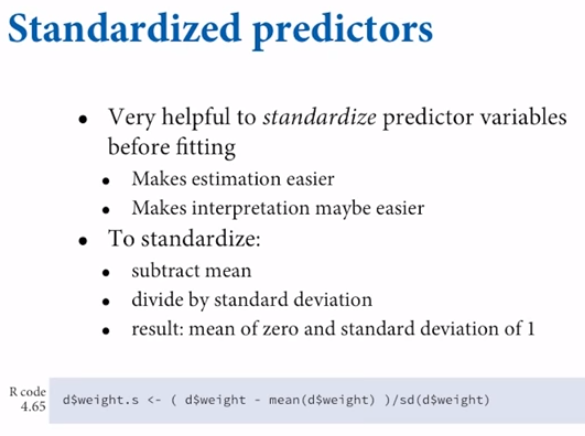 Standardized predictors
• Very helpful to standardize predictor variables
before fitting
• Makes estimation easier
• Makes interpretation maybe easier
• To standardize:
• subtract mean
• divide by standard deviation
• result: mean of zero and standard deviation of 1
R code
4.65
d$weight.s <- ( d$weight - mean(d$weight) )/sd(d$weight)